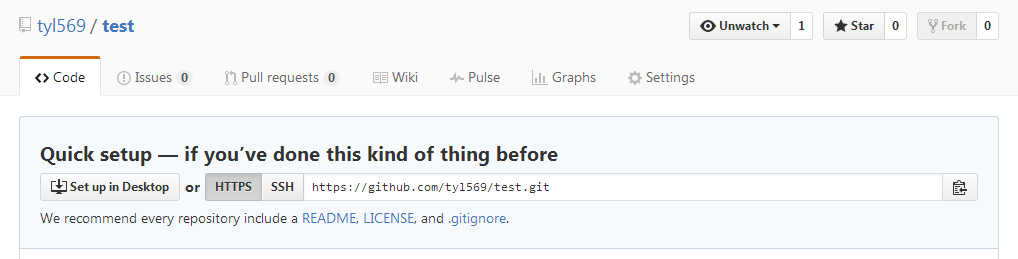 tyl569 / test Unwatch 1 Star 0 Fork 0
Code Issues 0 Pull requests 0 Wiki Pulse Graphs Settings
Quick setup — if you’ve done this kind of thing before
Set up in Desktop or HTTPS SSH https://github.com/tyl569/test.git
We recommend every repository include a README, LICENSE, and .gitignore.